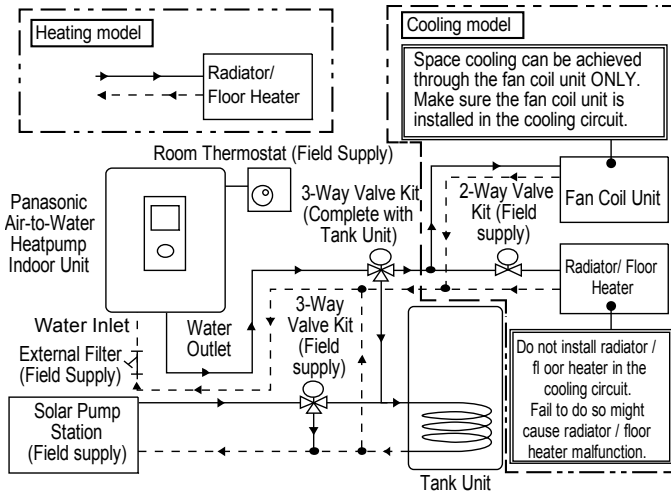 Heating model
Radiator/
Floor Heater
Cooling model
Space cooling can be achieved
through the fan coil unit ONLY.
Make sure the fan coil unit is
installed in the cooling circuit.
Room Thermostat (Field Supply)
Panasonic
Air-to-Water
Heatpump
Indoor Unit
3-Way Valve Kit
(Complete with
Tank Unit)
2-Way Valve
Kit (Field
supply)
Fan Coil Unit
Radiator/ Floor
Heater
Water Inlet
Water
Outlet
External Filter
(Field Supply)
3-Way
Valve Kit
(Field
supply)
Solar Pump
Station
(Field supply)
Tank Unit
Do not install radiator /
fl oor heater in the
cooling circuit.
Fail to do so might
cause radiator / floor
heater malfunction.